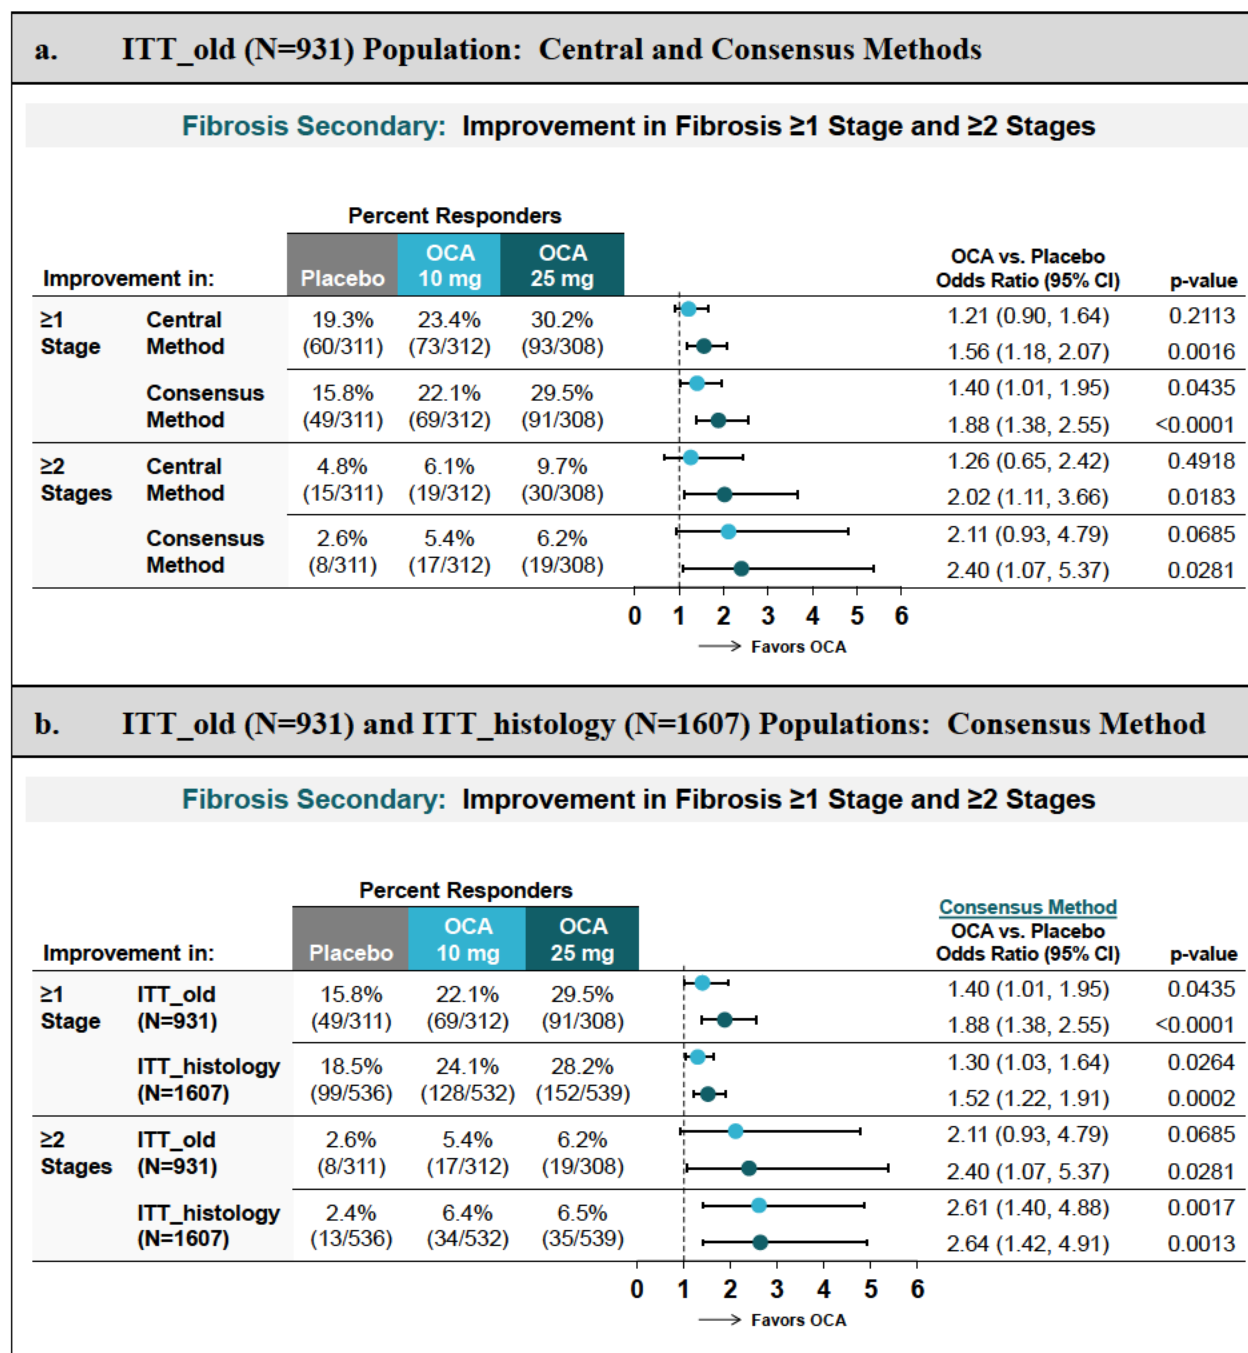 a. ITT_old (N=931) Population: Central and Consensus Methods
Fibrosis Secondary: Improvement in Fibrosis ≥1 Stage and ≥2 Stages
Percent Responders
Improvement in: Placebo OCA 10 mg OCA 25 mg OCA vs. Placebo Odds Ratio (95% CI) p-value
≥1 Stage Central Method 19.3% (60/311) 23.4% (73/312) 30.2% (93/308) 1.21 (0.90, 1.64) 0.2113
1.56 (1.18, 2.07) 0.0016
Consensus Method 15.8% (49/311) 22.1% (69/312) 29.5% (91/308) 1.40 (1.01, 1.95) 0.0435
1.88 (1.38, 2.55) <0.0001
≥2 Stages Central Method 4.8% (15/311) 6.1% (19/312) 9.7% (30/308) 1.26 (0.65, 2.42) 0.4918
2.02 (1.11, 3.66) 0.0183
Consensus Method 2.6% (8/311) 5.4% (17/312) 6.2% (19/308) 2.11 (0.93, 4.79) 0.0685
2.40 (1.07, 5.37) 0.0281
0 1 2 3 4 5 6
Favors OCA
b. ITT_old (N=931) and ITT_histology (N=1607) Populations: Consensus Method
Fibrosis Secondary: Improvement in Fibrosis ≥1 Stage and ≥2 Stages
Percent Responders
Consensus Method
Improvement in: Placebo OCA 10 mg OCA 25 mg OCA vs. Placebo Odds Ratio (95% CI) p-value
≥1 Stage ITT_old (N=931) 15.8% (49/311) 22.1% (69/312) 29.5% (91/308) 1.40 (1.01, 1.95) 0.0435
1.88 (1.38, 2.55) <0.0001
ITT_histology (N=1607) 18.5% (99/536) 24.1% (128/532) 28.2% (152/539) 1.30 (1.03, 1.64) 0.0264
1.52 (1.22, 1.91) 0.0002
≥2 Stages ITT_old (N=931) 2.6% (8/311) 5.4% (17/312) 6.2% (19/308) 2.11 (0.93, 4.79) 0.0685
2.40 (1.07, 5.37) 0.0281
ITT_histology (N=1607) 2.4% (13/536) 6.4% (34/532) 6.5% (35/539) 2.61 (1.40, 4.88) 0.0017
2.64 (1.42, 4.91) 0.0013
0 1 2 3 4 5 6
Favors OCA